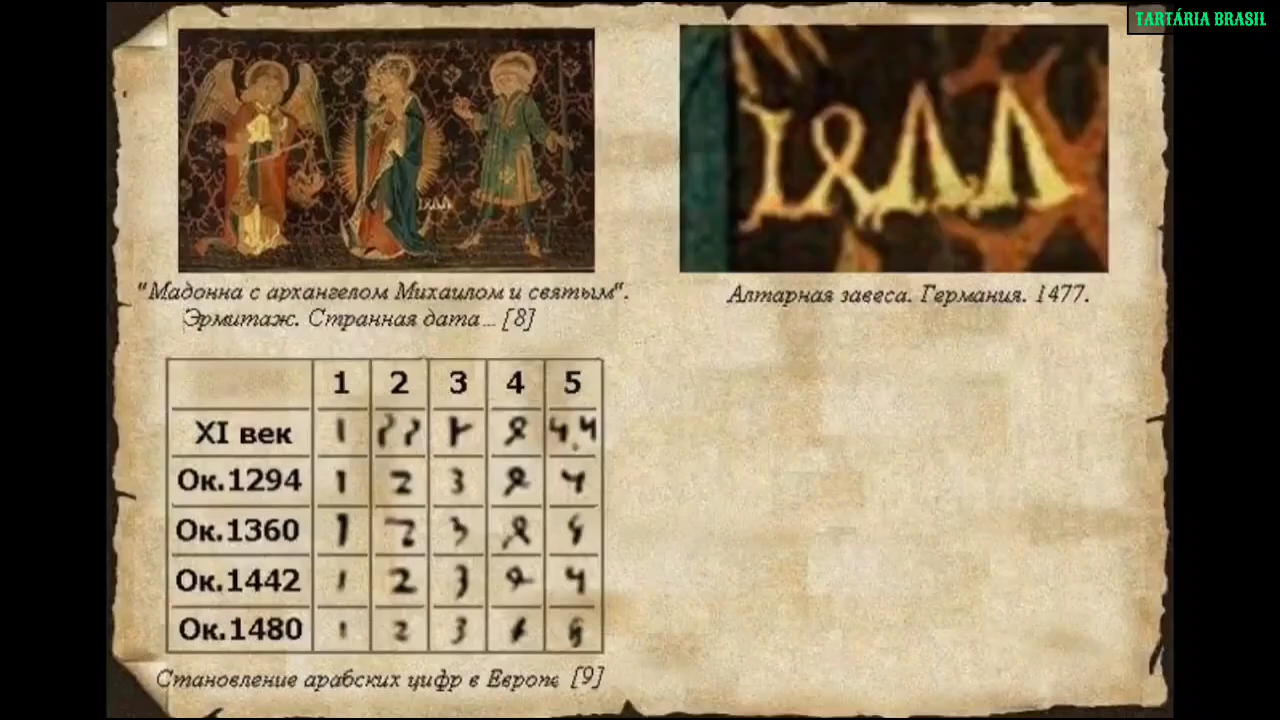 TARTÁRIA BRASIL
"Мадонна с архангелом Михаилом и святым".
Эрмитаж. Странная дата... [8]
Алтарная завеса. Германия. 1477.
1 2 3 4 5
XI век
Ок.1294
Ок.1360
Ок.1442
Ок.1480
Становление арабских цифр в Европе [9]